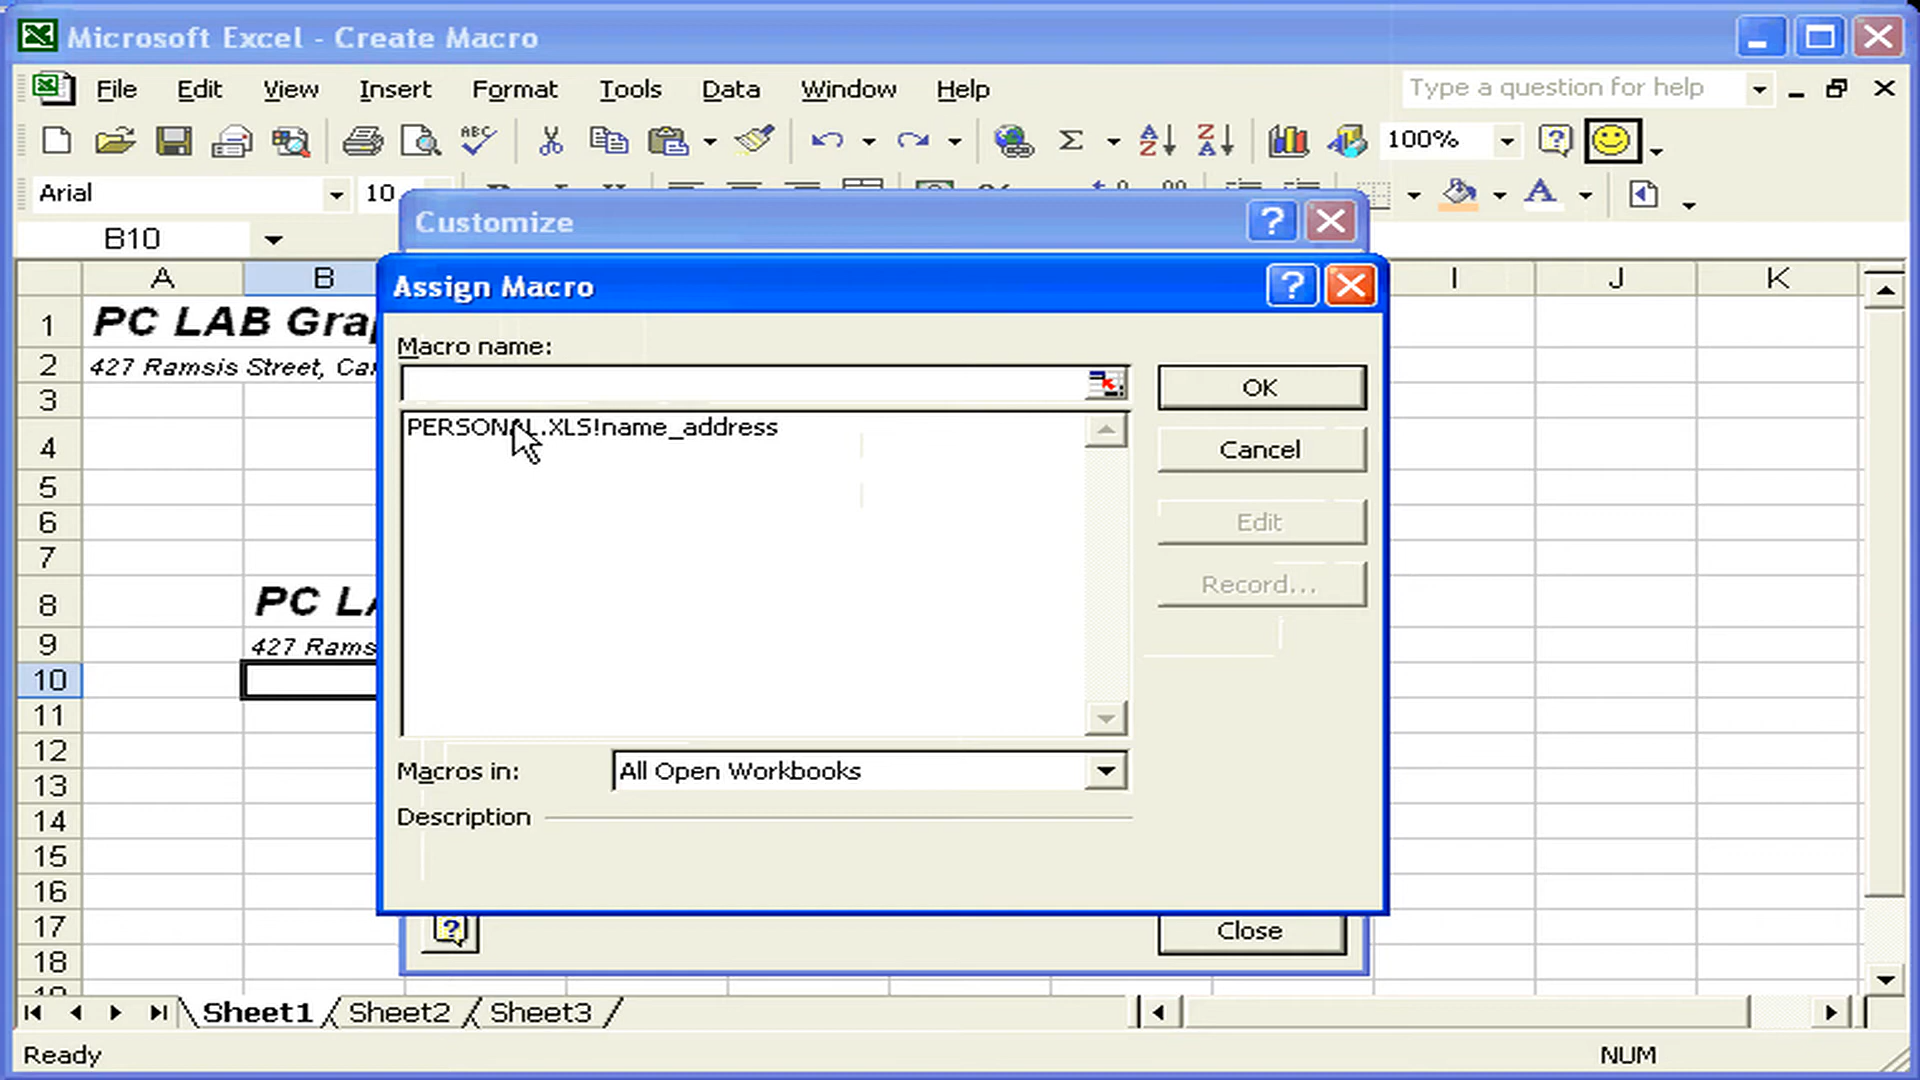 Microsoft Excel - Create Macro
File Edit View Insert Format Tools Data Window Help Type a question for help
ABC Σ A Z Z A 100% ?
Arial 10 A
B10
Customize ?
Assign Macro ?
A B I J K
Macro name:
OK
PERSONAL.XLS!name_address
Cancel
Edit
Record...
Macros in: All Open Workbooks
Description
? Close
1 PC LAB
2 427 Ramsis Street,
3
4
5
6
7
8 PC
9 427
10
11
12
13
14
15
16
17
18
Sheet1 Sheet2 Sheet3
Ready NUM